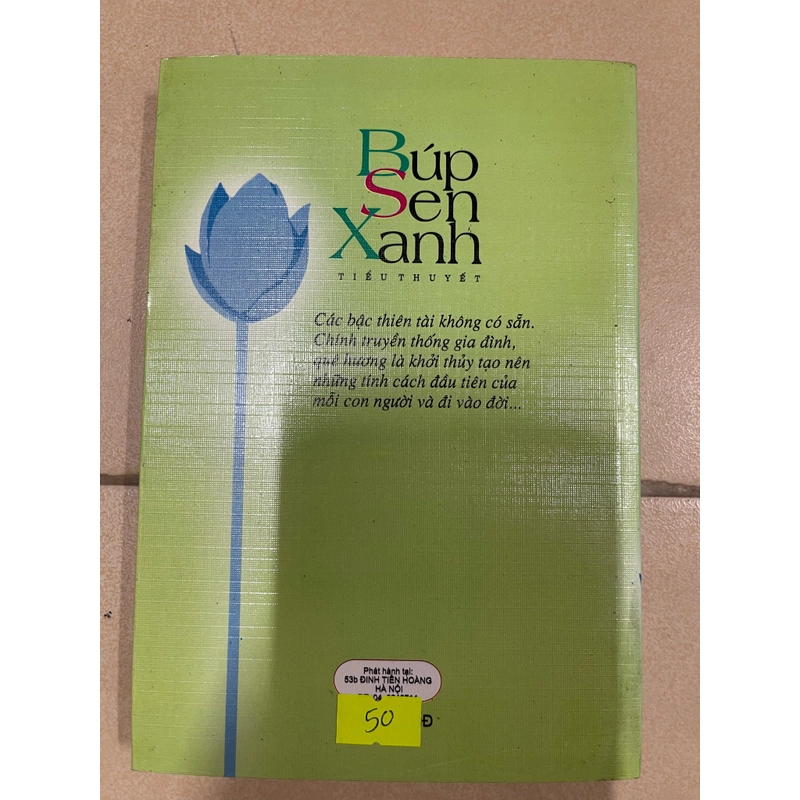 Búp
Sen
Xanh
TIỂU THUYẾT
Các bậc thiên tài không có sẵn.
Chính truyền thống gia đình,
quê hương là khởi thủy tạo nên
những tính cách đầu tiên của
mỗi con người và đi vào đời...
Phát hành tại:
53b ĐINH TIÊN HOÀNG
HÀ NỘI
50
Đ